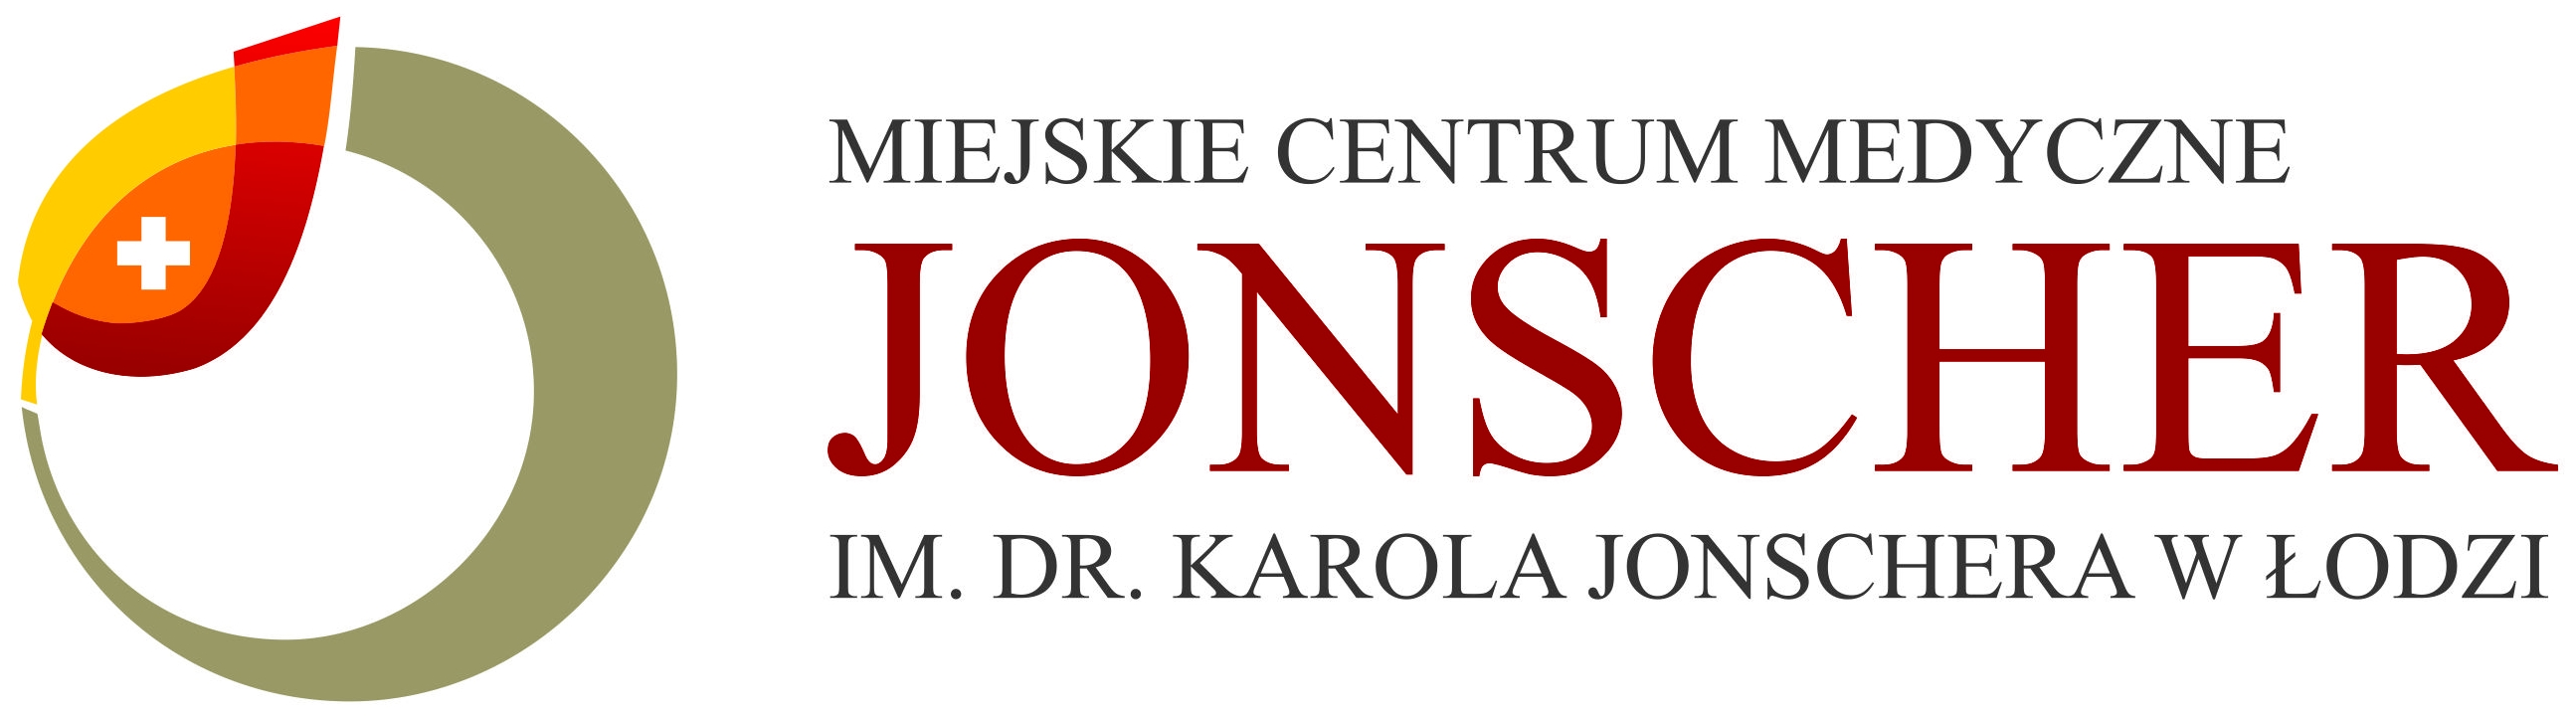 MIEJSKIE CENTRUM MEDYCZNE
JONSCHER
IM. DR. KAROLA JONSCHERA W ŁODZI